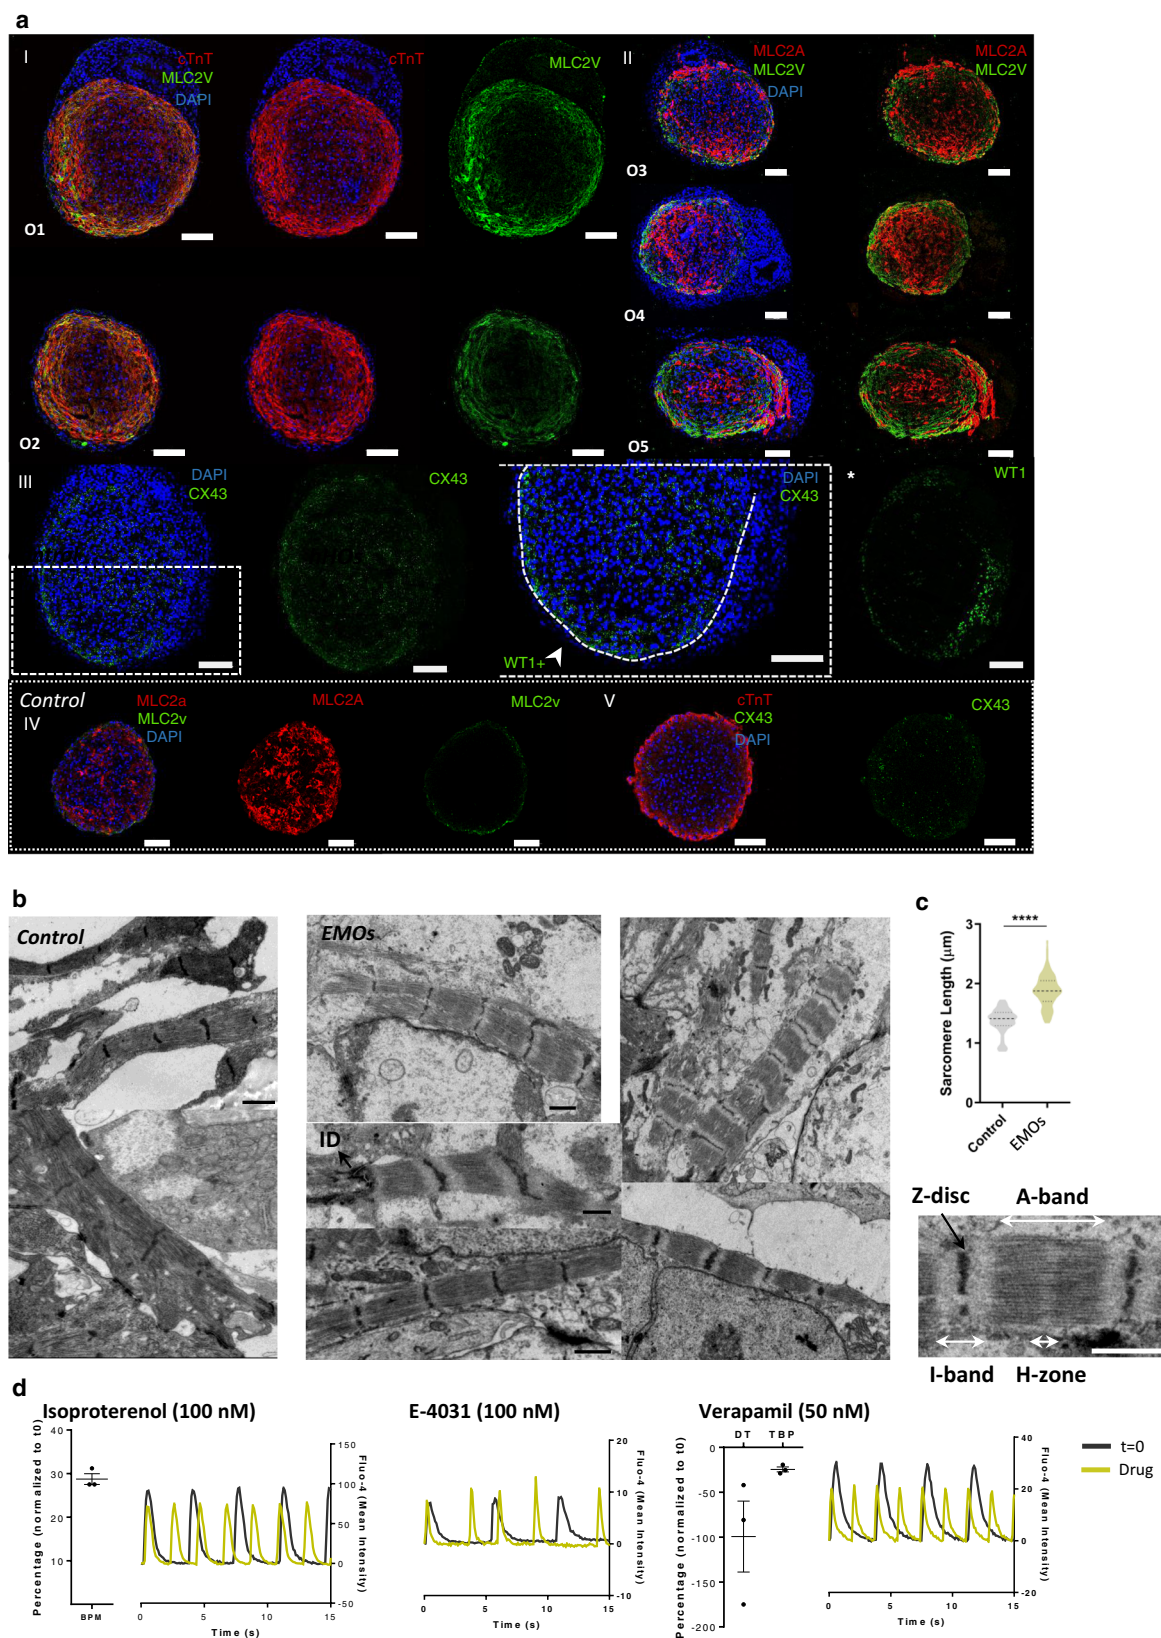 a
I
cTnT
MLC2V
DAPI
cTnT
MLC2V
O1
O2
II
MLC2A
MLC2V
DAPI
MLC2A
MLC2V
O3
O4
O5
III
DAPI
CX43
CX43
DAPI
CX43
WT1+
*
WT1
Control
IV
MLC2a
MLC2v
DAPI
MLC2A
MLC2v
V
cTnT
CX43
DAPI
CX43
b
Control
EMOs
ID
c
****
Sarcomere Length (μm)
3
2
1
0
Control
EMOs
Z-disc
A-band
I-band
H-zone
d
Isoproterenol (100 nM)
Percentage (normalized to t0)
40
30
20
10
BPM
150
100
50
0
-50
Fluo-4 (Mean Intensity)
0
5
10
15
Time (s)
E-4031 (100 nM)
20
10
0
-10
Fluo-4 (Mean Intensity)
0
5
10
15
Time (s)
Verapamil (50 nM)
DT
TBP
Percentage (normalized to t0)
0
-50
-100
-150
-200
40
20
0
-20
Fluo-4 (Mean Intensity)
0
5
10
15
Time (s)
t=0
Drug